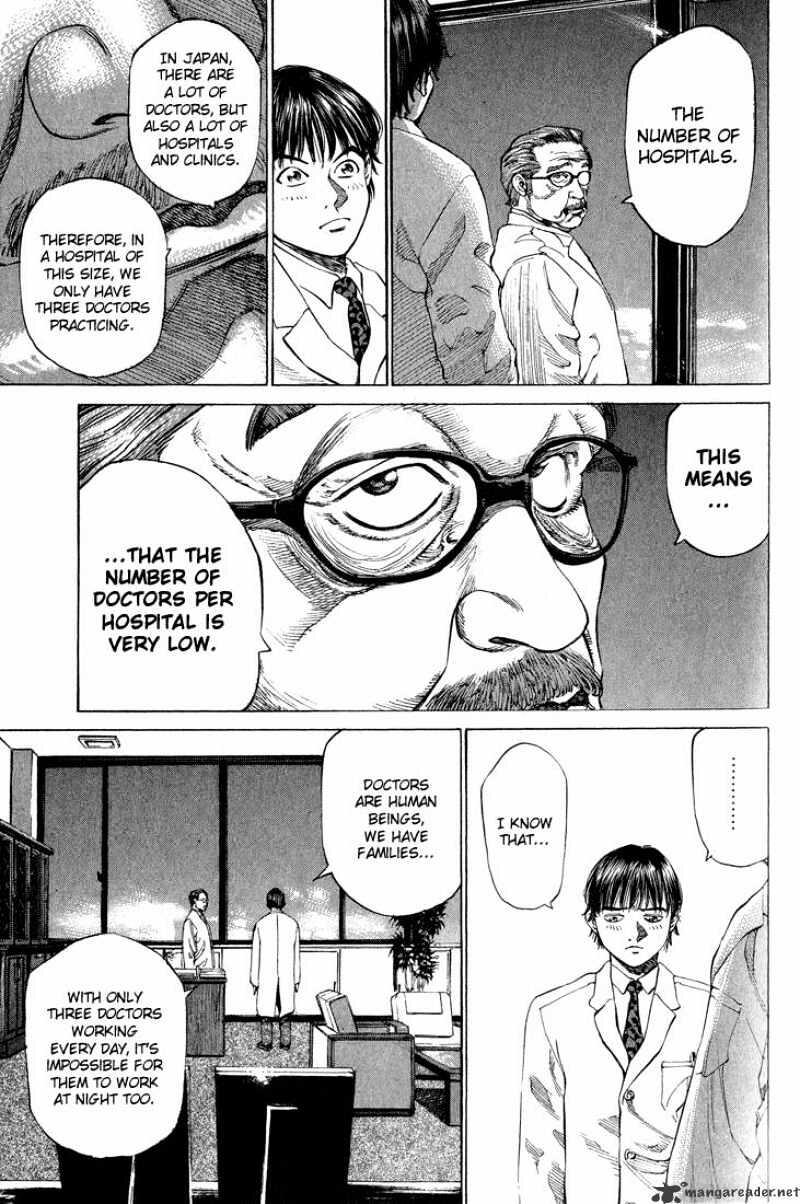 THE
NUMBER OF
HOSPITALS.
IN JAPAN,
THERE ARE
A LOT OF
DOCTORS, BUT
ALSO A LOT OF
HOSPITALS
AND CLINICS.
THEREFORE, IN
A HOSPITAL OF
THIS SIZE, WE
ONLY HAVE
THREE DOCTORS
PRACTICING.
THIS
MEANS
...
...THAT THE
NUMBER OF
DOCTORS PER
HOSPITAL IS
VERY LOW.
........
I KNOW
THAT...
DOCTORS
ARE HUMAN
BEINGS,
WE HAVE
FAMILIES...
WITH ONLY
THREE DOCTORS
WORKING
EVERY DAY, IT'S
IMPOSSIBLE FOR
THEM TO WORK
AT NIGHT TOO.
mangareader.net